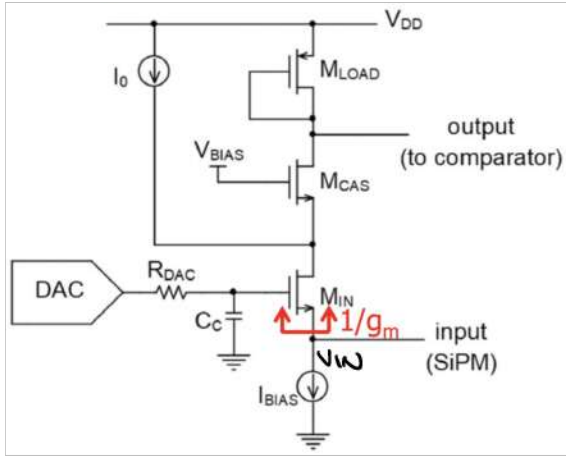 V_DD
I_0
M_LOAD
output
(to comparator)
V_BIAS
M_CAS
R_DAC
DAC
M_IN
C_C
1/g_m
input
(SiPM)
I_BIAS